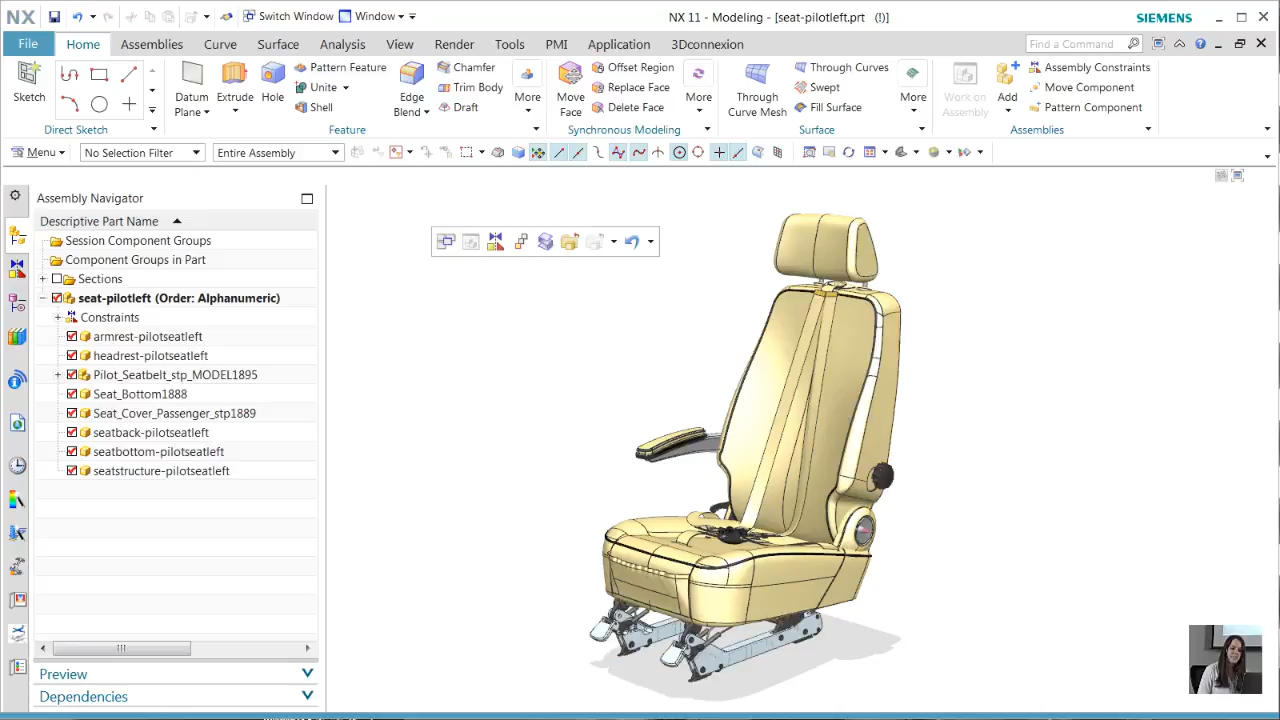 NX
Switch Window
Window
NX 11 - Modeling - [seat-pilotleft.prt (!)]
SIEMENS
File
Home
Assemblies
Curve
Surface
Analysis
View
Render
Tools
PMI
Application
3Dconnexion
Find a Command
Sketch
Direct Sketch
Datum Plane
Extrude
Hole
Pattern Feature
Unite
Shell
Edge Blend
Chamfer
Trim Body
Draft
More
Feature
Move Face
Offset Region
Replace Face
Delete Face
More
Synchronous Modeling
Through Curve Mesh
Through Curves
Swept
Fill Surface
More
Surface
Work on Assembly
Add
Assembly Constraints
Move Component
Pattern Component
Assemblies
Menu
No Selection Filter
Entire Assembly
Assembly Navigator
Descriptive Part Name
Session Component Groups
Component Groups in Part
Sections
seat-pilotleft (Order: Alphanumeric)
Constraints
armrest-pilotseatleft
headrest-pilotseatleft
Pilot_Seatbelt_stp_MODEL1895
Seat_Bottom1888
Seat_Cover_Passenger_stp1889
seatback-pilotseatleft
seatbottom-pilotseatleft
seatstructure-pilotseatleft
Preview
Dependencies